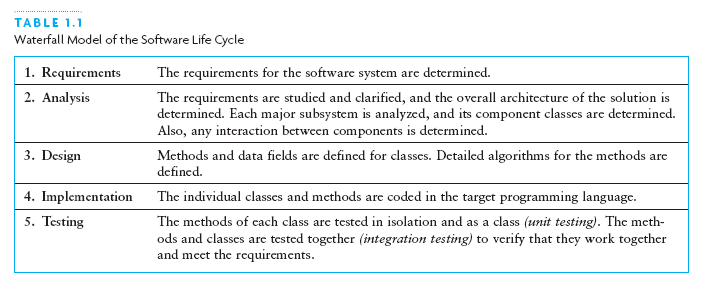 TABLE 1.1
Waterfall Model of the Software Life Cycle
1. Requirements The requirements for the software system are determined.
2. Analysis The requirements are studied and clarified, and the overall architecture of the solution is
determined. Each major subsystem is analyzed, and its component classes are determined.
Also, any interaction between components is determined.
3. Design Methods and data fields are defined for classes. Detailed algorithms for the methods are
defined.
4. Implementation The individual classes and methods are coded in the target programming language.
5. Testing The methods of each class are tested in isolation and as a class (unit testing). The meth-
ods and classes are tested together (integration testing) to verify that they work together
and meet the requirements.